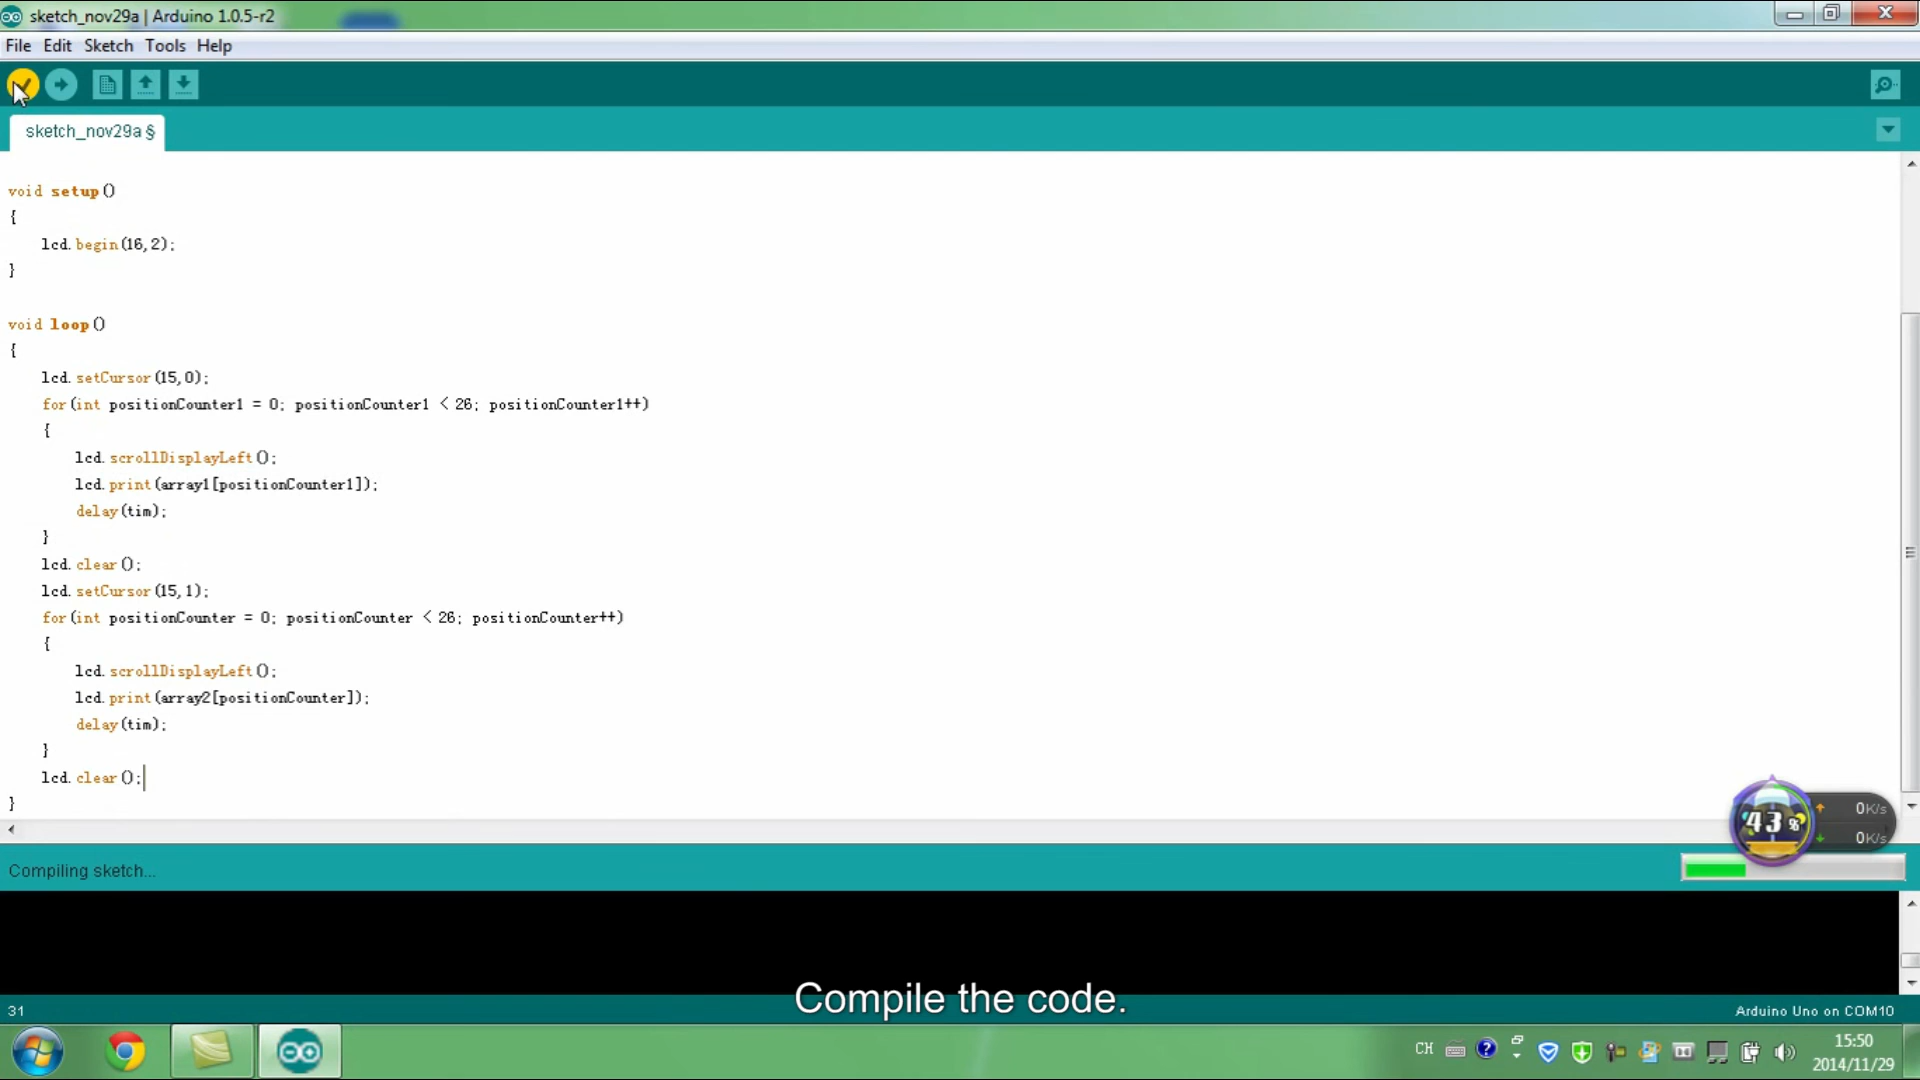 sketch_nov29a | Arduino 1.0.5-r2
File Edit Sketch Tools Help
sketch_nov29a §
void setup()
{
lcd.begin(16,2);
}
void loop()
{
lcd.setCursor(15,0);
for(int positionCounter1 = 0; positionCounter1 < 26; positionCounter1++)
{
lcd.scrollDisplayLeft();
lcd.print(array1[positionCounter1]);
delay(tim);
}
lcd.clear();
lcd.setCursor(15,1);
for(int positionCounter = 0; positionCounter < 26; positionCounter++)
{
lcd.scrollDisplayLeft();
lcd.print(array2[positionCounter]);
delay(tim);
}
lcd.clear();
}
43%
0K/s
0K/s
Compiling sketch...
Compile the code.
31
Arduino Uno on COM10
CH
15:50
2014/11/29